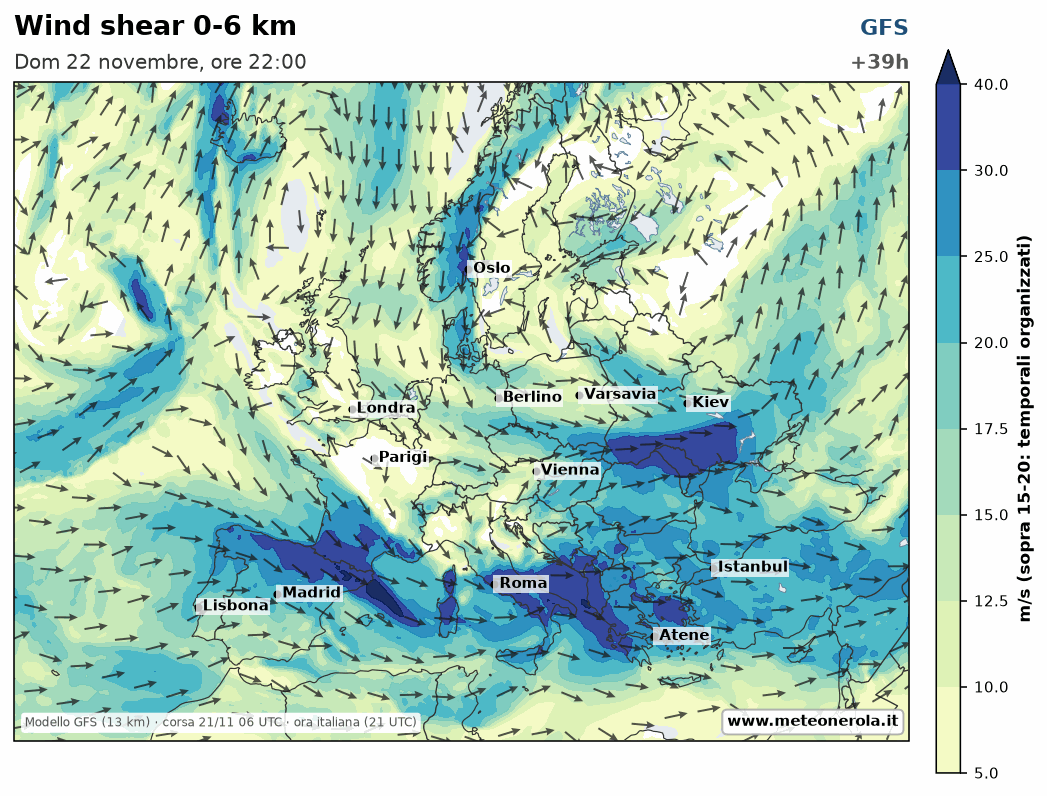 Wind shear 0-6 km
GFS
Dom 22 novembre, ore 22:00
+39h
40.0
30.0
25.0
20.0
17.5
15.0
12.5
10.0
5.0
m/s (sopra 15-20: temporali organizzati)
Oslo
Berlino
Varsavia
Kiev
Londra
Parigi
Vienna
Istanbul
Roma
Madrid
Lisbona
Atene
Modello GFS (13 km) · corsa 21/11 06 UTC · ora italiana (21 UTC)
www.meteonerola.it